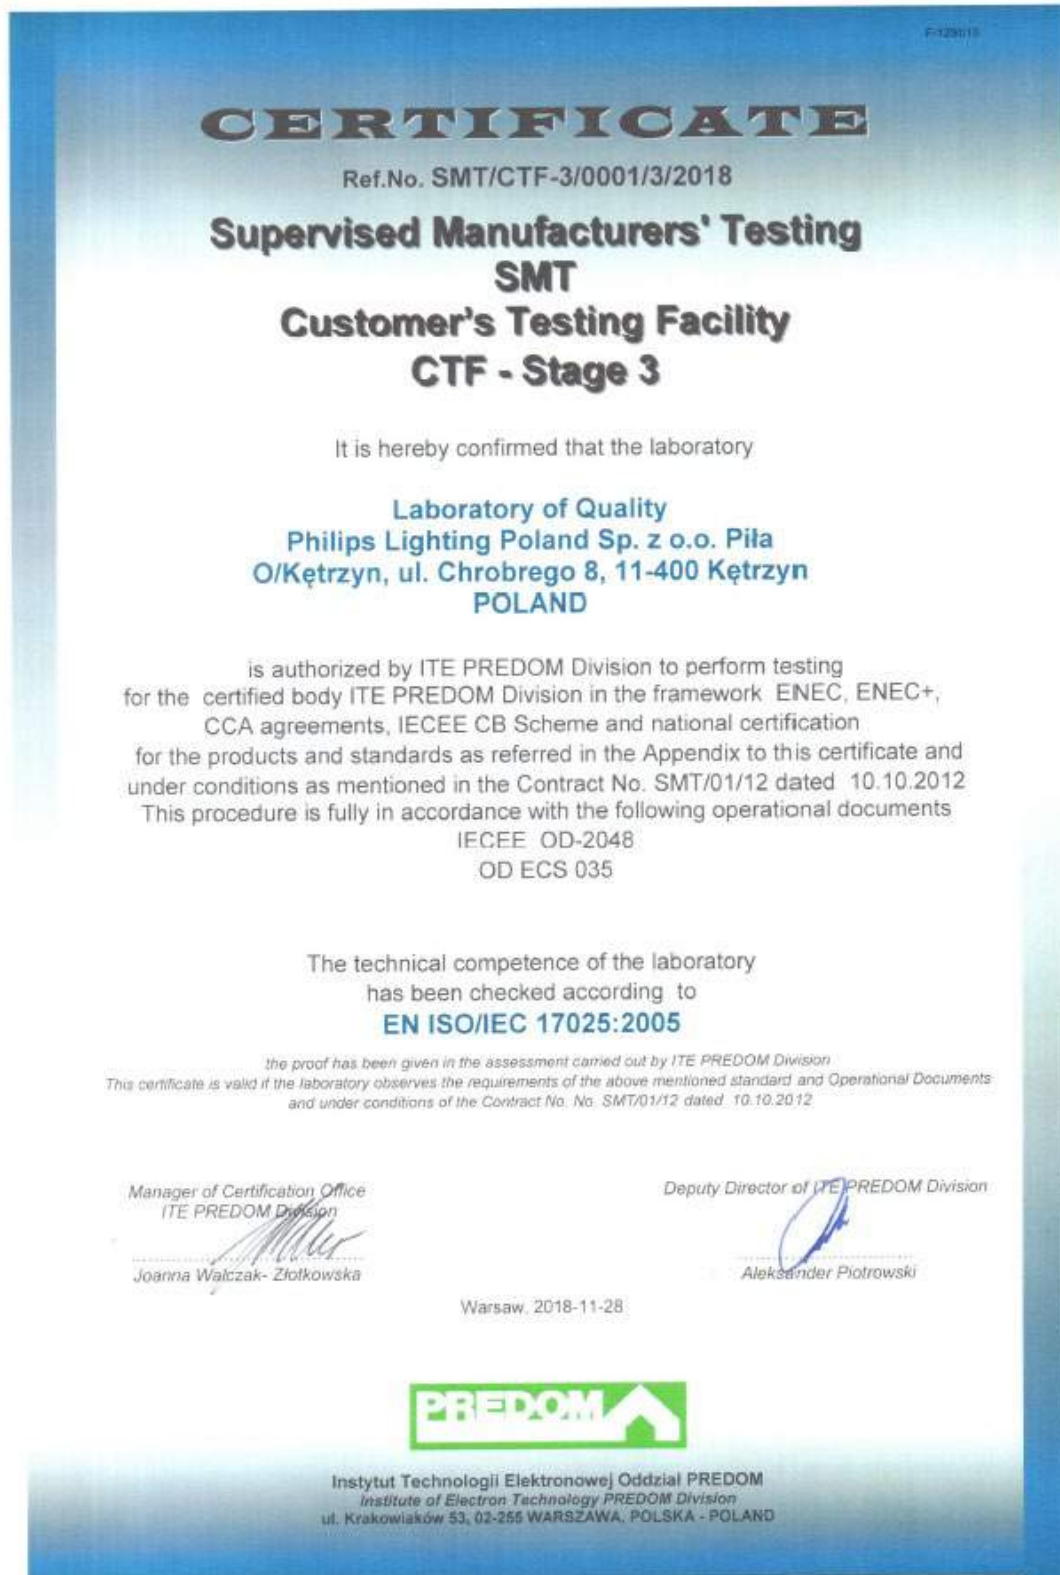 CERTIFICATE
Ref.No. SMT/CTF-3/0001/3/2018
Supervised Manufacturers' Testing
SMT
Customer's Testing Facility
CTF - Stage 3
It is hereby confirmed that the laboratory
Laboratory of Quality
Philips Lighting Poland Sp. z o.o. Piła
O/Kętrzyn, ul. Chrobrego 8, 11-400 Kętrzyn
POLAND
is authorized by ITE PREDOM Division to perform testing
for the certified body ITE PREDOM Division in the framework ENEC, ENEC+,
CCA agreements, IECEE CB Scheme and national certification
for the products and standards as referred in the Appendix to this certificate and
under conditions as mentioned in the Contract No. SMT/01/12 dated 10.10.2012
This procedure is fully in accordance with the following operational documents
IECEE OD-2048
OD ECS 035
The technical competence of the laboratory
has been checked according to
EN ISO/IEC 17025:2005
the proof has been given in the assessment carried out by ITE PREDOM Division
This certificate is valid if the laboratory observes the requirements of the above mentioned standard and Operational Documents
and under conditions of the Contract No. No. SMT/01/12 dated 10.10.2012
Manager of Certification Office
ITE PREDOM Division
Joanna Walczak- Złotkowska
Deputy Director of ITE PREDOM Division
Aleksander Piotrowski
Warsaw, 2018-11-28
PREDOM
Instytut Technologii Elektronowej Oddział PREDOM
Institute of Electron Technology PREDOM Division
ul. Krakowiaków 53, 02-255 WARSZAWA, POLSKA - POLAND